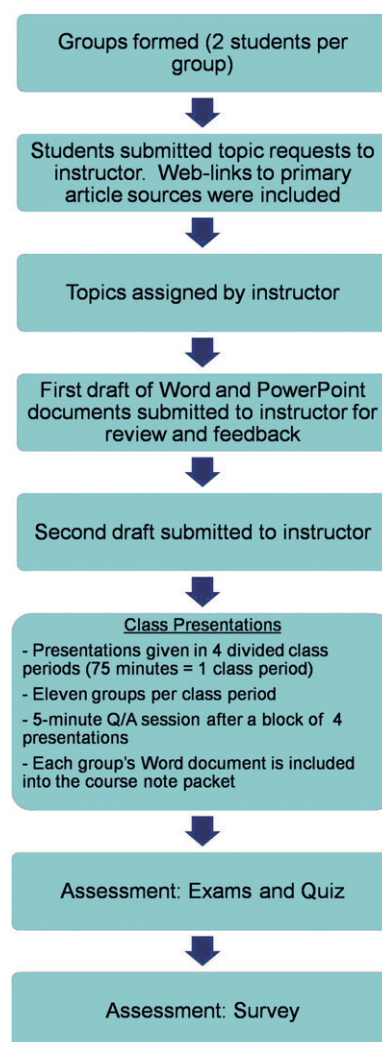 Groups formed (2 students per
group)
Students submitted topic requests to
instructor.  Web-links to primary
article sources were included
Topics assigned by instructor
First draft of Word and PowerPoint
documents submitted to instructor for
review and feedback
Second draft submitted to instructor
Class Presentations
- Presentations given in 4 divided class
periods (75 minutes = 1 class period)
- Eleven groups per class period
- 5-minute Q/A session after a block of  4
presentations
- Each group's Word document is included
into the course note packet
Assessment: Exams and Quiz
Assessment: Survey